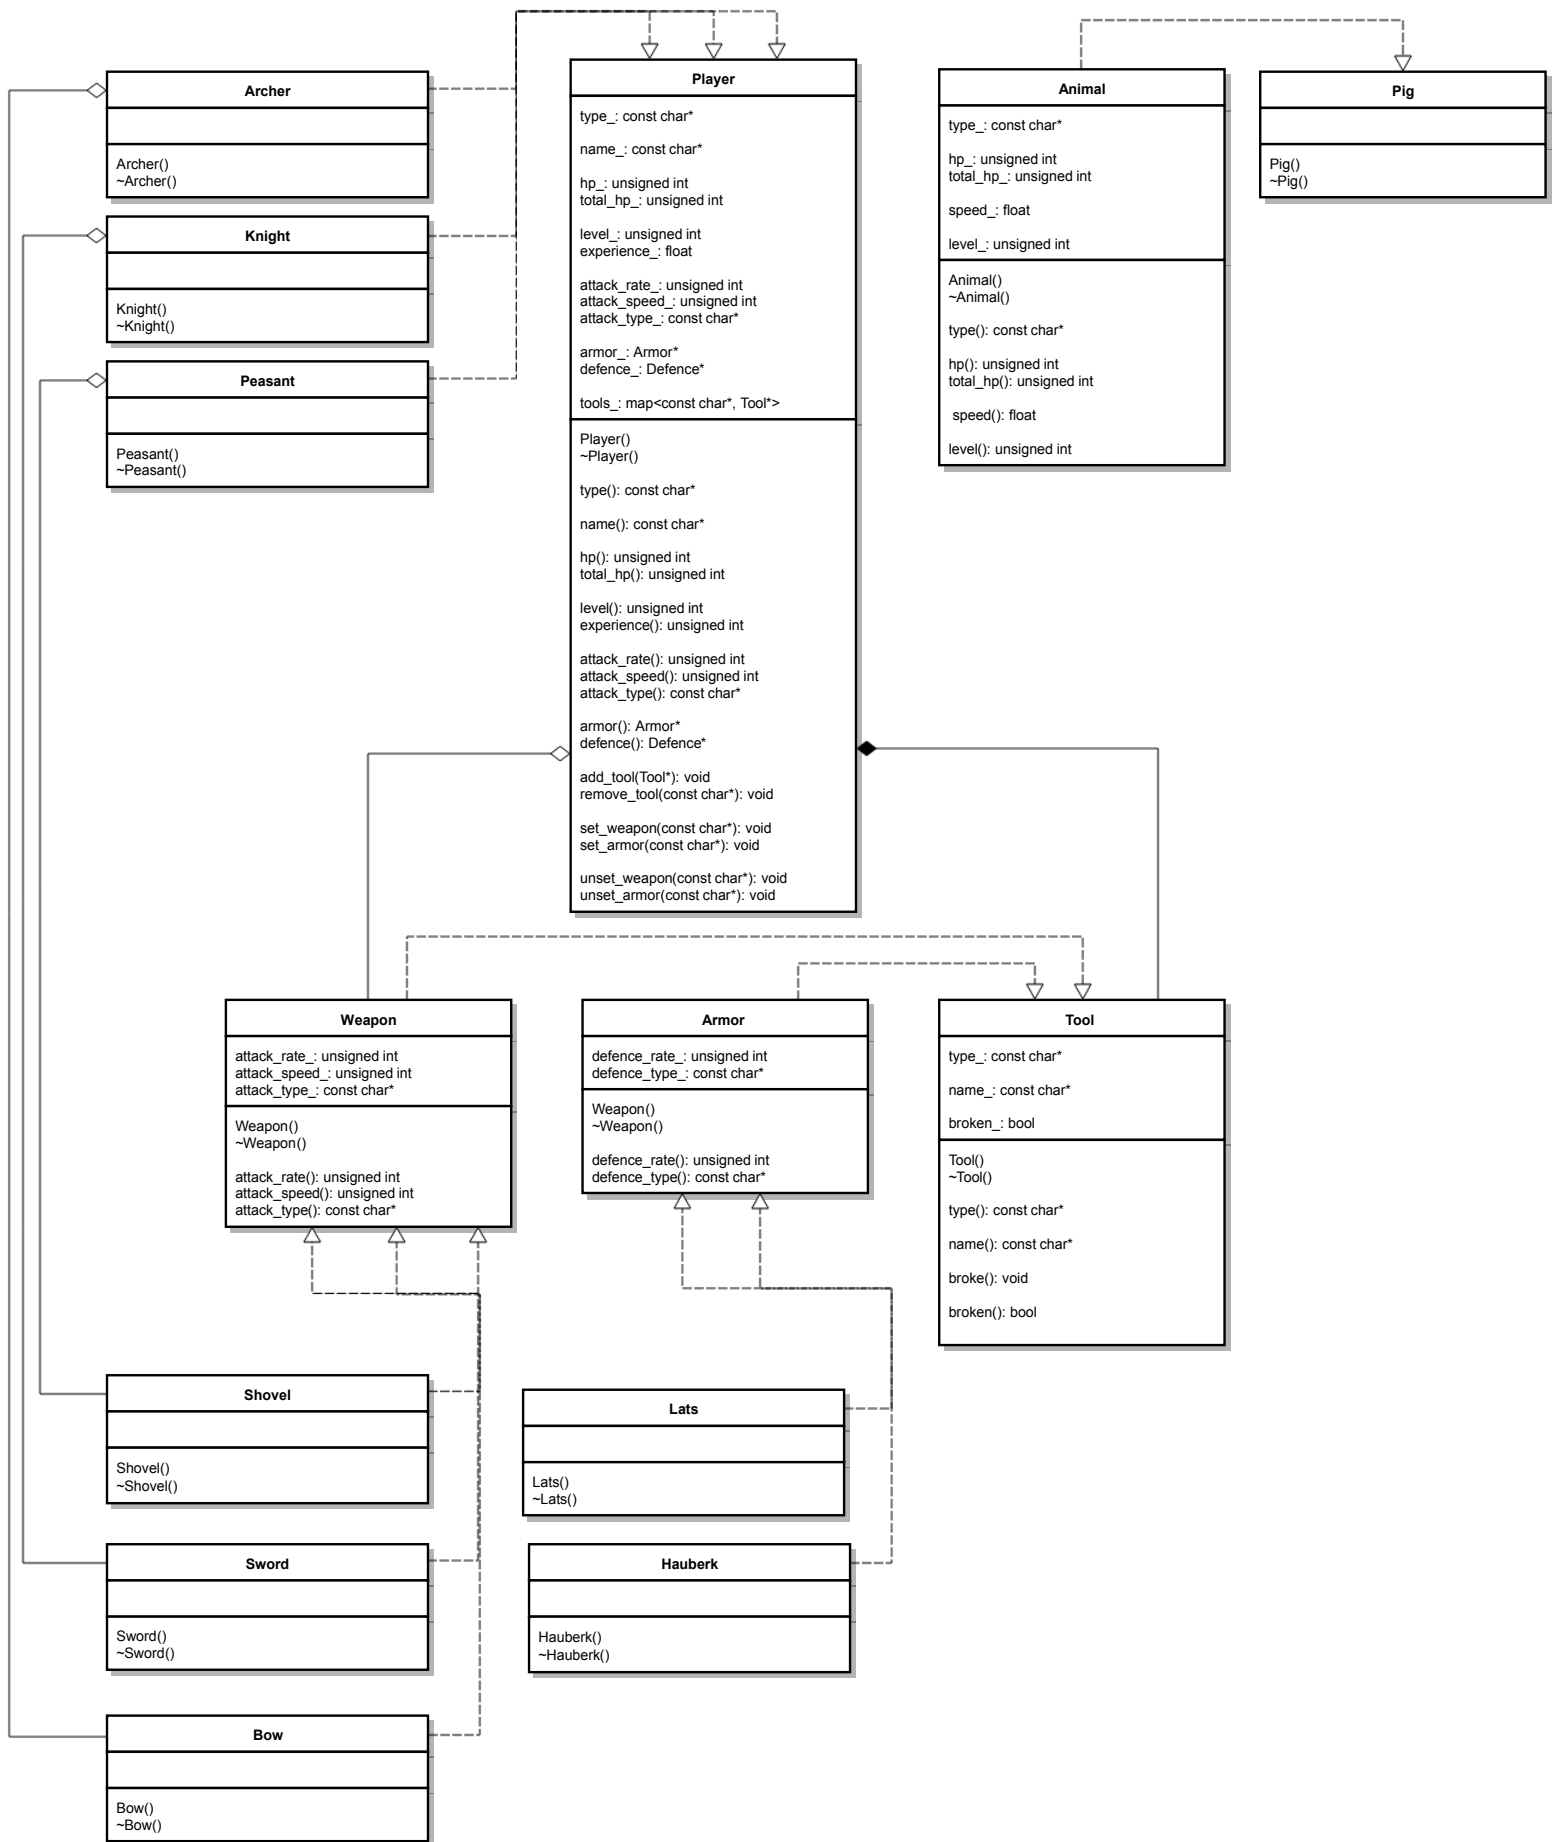 Archer
Archer()
~Archer()
Knight
Knight()
~Knight()
Peasant
Peasant()
~Peasant()
Player
type_: const char*
name_: const char*
hp_: unsigned int
total_hp_: unsigned int
level_: unsigned int
experience_: float
attack_rate_: unsigned int
attack_speed_: unsigned int
attack_type_: const char*
armor_: Armor*
defence_: Defence*
tools_: map<const char*, Tool*>
Player()
~Player()
type(): const char*
name(): const char*
hp(): unsigned int
total_hp(): unsigned int
level(): unsigned int
experience(): unsigned int
attack_rate(): unsigned int
attack_speed(): unsigned int
attack_type(): const char*
armor(): Armor*
defence(): Defence*
add_tool(Tool*): void
remove_tool(const char*): void
set_weapon(const char*): void
set_armor(const char*): void
unset_weapon(const char*): void
unset_armor(const char*): void
Animal
type_: const char*
hp_: unsigned int
total_hp_: unsigned int
speed_: float
level_: unsigned int
Animal()
~Animal()
type(): const char*
hp(): unsigned int
total_hp(): unsigned int
speed(): float
level(): unsigned int
Pig
Pig()
~Pig()
Weapon
attack_rate_: unsigned int
attack_speed_: unsigned int
attack_type_: const char*
Weapon()
~Weapon()
attack_rate(): unsigned int
attack_speed(): unsigned int
attack_type(): const char*
Armor
defence_rate_: unsigned int
defence_type_: const char*
Weapon()
~Weapon()
defence_rate(): unsigned int
defence_type(): const char*
Tool
type_: const char*
name_: const char*
broken_: bool
Tool()
~Tool()
type(): const char*
name(): const char*
broke(): void
broken(): bool
Shovel
Shovel()
~Shovel()
Lats
Lats()
~Lats()
Sword
Sword()
~Sword()
Hauberk
Hauberk()
~Hauberk()
Bow
Bow()
~Bow()